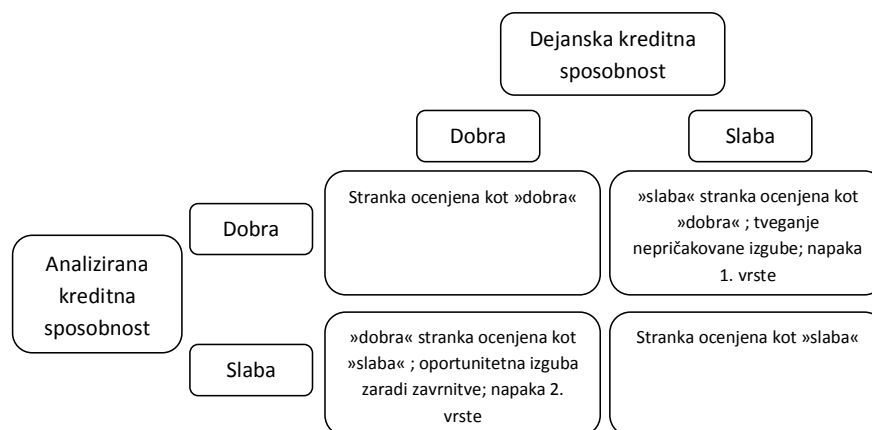 Dejanska kreditna
sposobnost
Dobra
Slaba
Analizirana
kreditna
sposobnost
Dobra
Stranka ocenjena kot »dobra«
»slaba« stranka ocenjena kot
»dobra« ; tveganje
nepričakovane izgube; napaka
1. vrste
Slaba
»dobra« stranka ocenjena kot
»slaba« ; oportunitetna izguba
zaradi zavrnitve; napaka 2.
vrste
Stranka ocenjena kot »slaba«